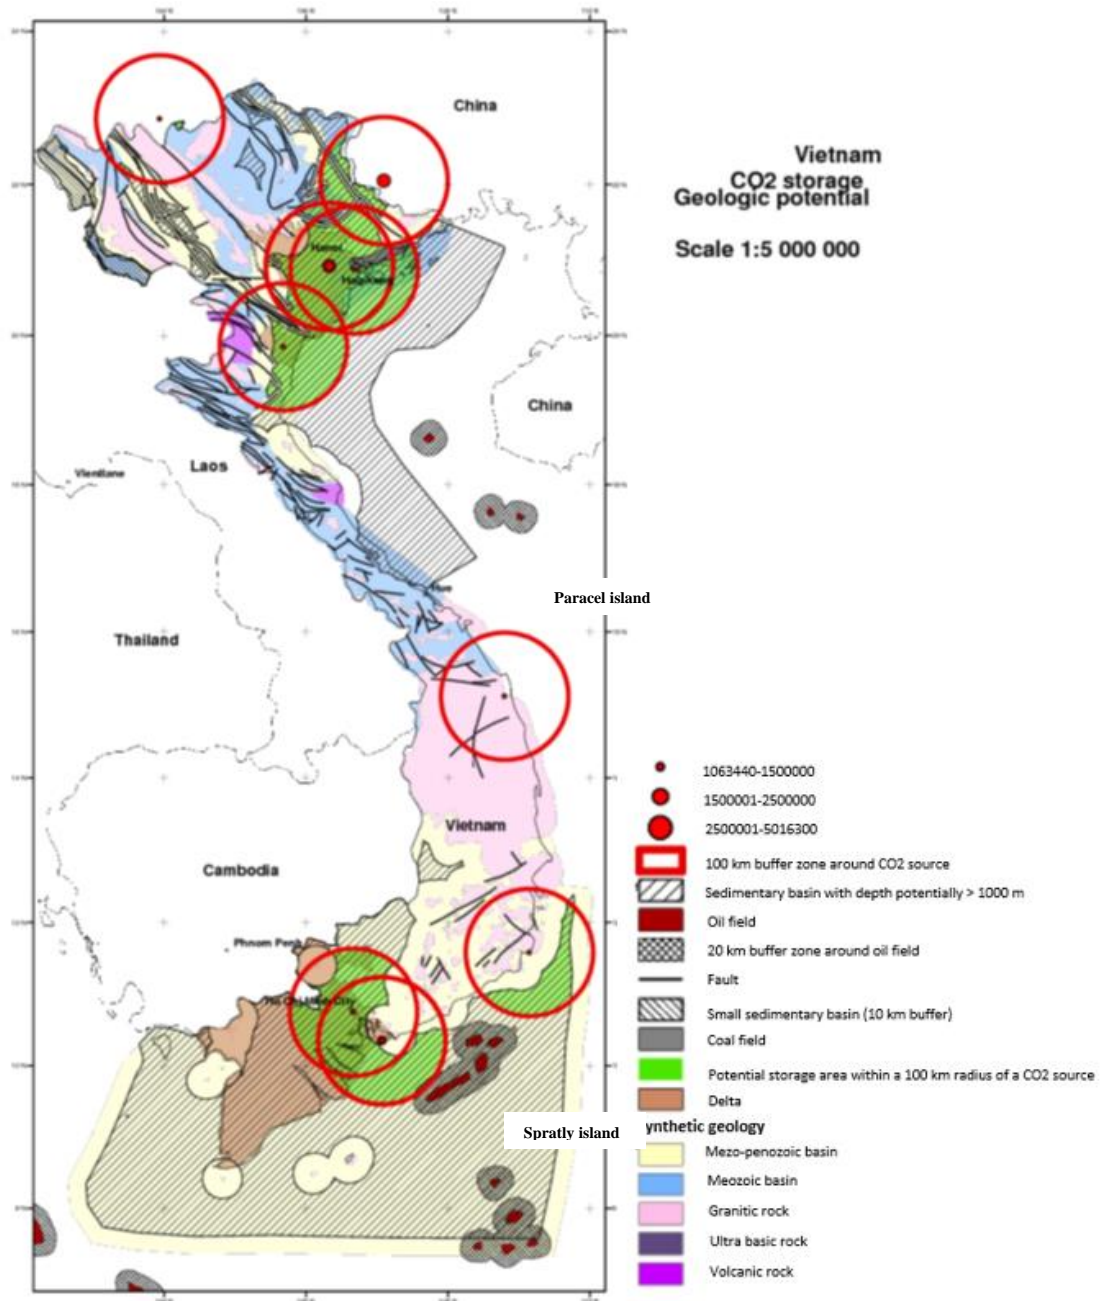 China
Vietnam
CO2 storage
Geologic potential
Scale 1:5 000 000
Hanoi
China
Laos
Vientiane
Hue
Paracel island
Thailand
Vietnam
Cambodia
Phnom Penh
Spratly island
1063440-1500000
1500001-2500000
2500001-5016300
100 km buffer zone around CO2 source
Sedimentary basin with depth potentially > 1000 m
Oil field
20 km buffer zone around oil field
Fault
Small sedimentary basin (10 km buffer)
Coal field
Potential storage area within a 100 km radius of a CO2 source
Delta
ynthetic geology
Mezo-penozoic basin
Meozoic basin
Granitic rock
Ultra basic rock
Volcanic rock